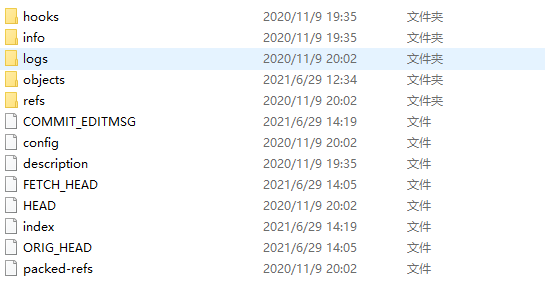 hooks 2020/11/9 19:35 文件夹
info 2020/11/9 19:35 文件夹
logs 2020/11/9 20:02 文件夹
objects 2021/6/29 12:34 文件夹
refs 2020/11/9 20:02 文件夹
COMMIT_EDITMSG 2021/6/29 14:19 文件
config 2020/11/9 20:02 文件
description 2020/11/9 19:35 文件
FETCH_HEAD 2021/6/29 14:05 文件
HEAD 2020/11/9 20:02 文件
index 2021/6/29 14:19 文件
ORIG_HEAD 2021/6/29 14:05 文件
packed-refs 2020/11/9 20:02 文件